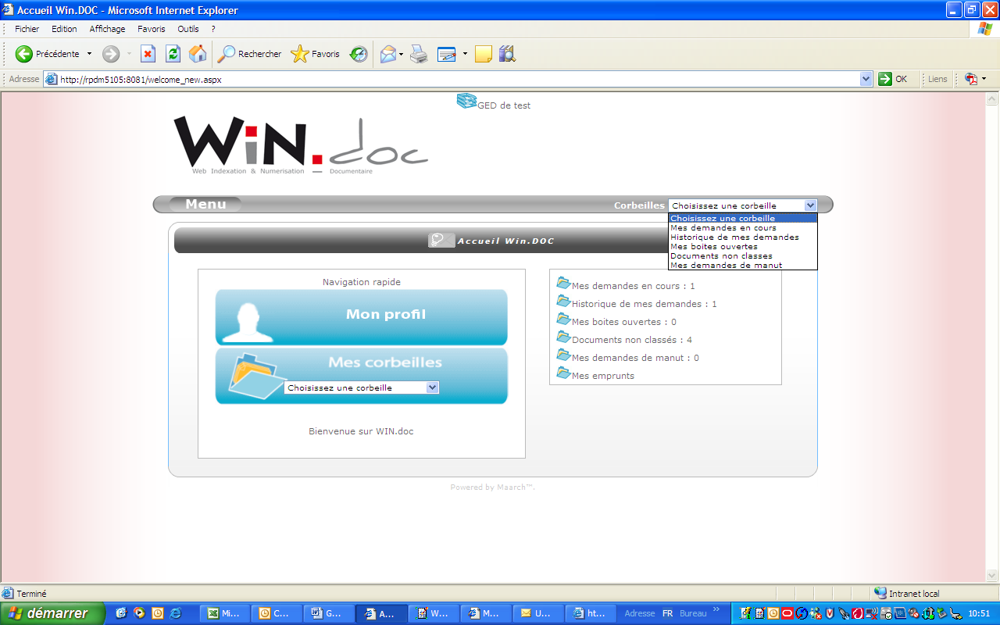 Accueil Win.DOC - Microsoft Internet Explorer
Fichier Edition Affichage Favoris Outils ?
Précédente Rechercher Favoris
Adresse http://rpdm5105:8081/welcome_new.aspx OK Liens
GED de test
WiN.doc
Web Indexation & Numerisation — Documentaire
Menu Corbeilles Choisissez une corbeille
Choisissez une corbeille
Mes demandes en cours
Historique de mes demandes
Mes boites ouvertes
Documents non classes
Mes demandes de manut
Accueil Win.DOC
Navigation rapide
Mon profil
Mes corbeilles
Choisissez une corbeille
Bienvenue sur WIN.doc
Mes demandes en cours : 1
Historique de mes demandes : 1
Mes boites ouvertes : 0
Documents non classés : 4
Mes demandes de manut : 0
Mes emprunts
Powered by Maarch™.
Terminé Intranet local
démarrer Mi... C... G... A... W... M... U... ht... Adresse FR Bureau » 10:51